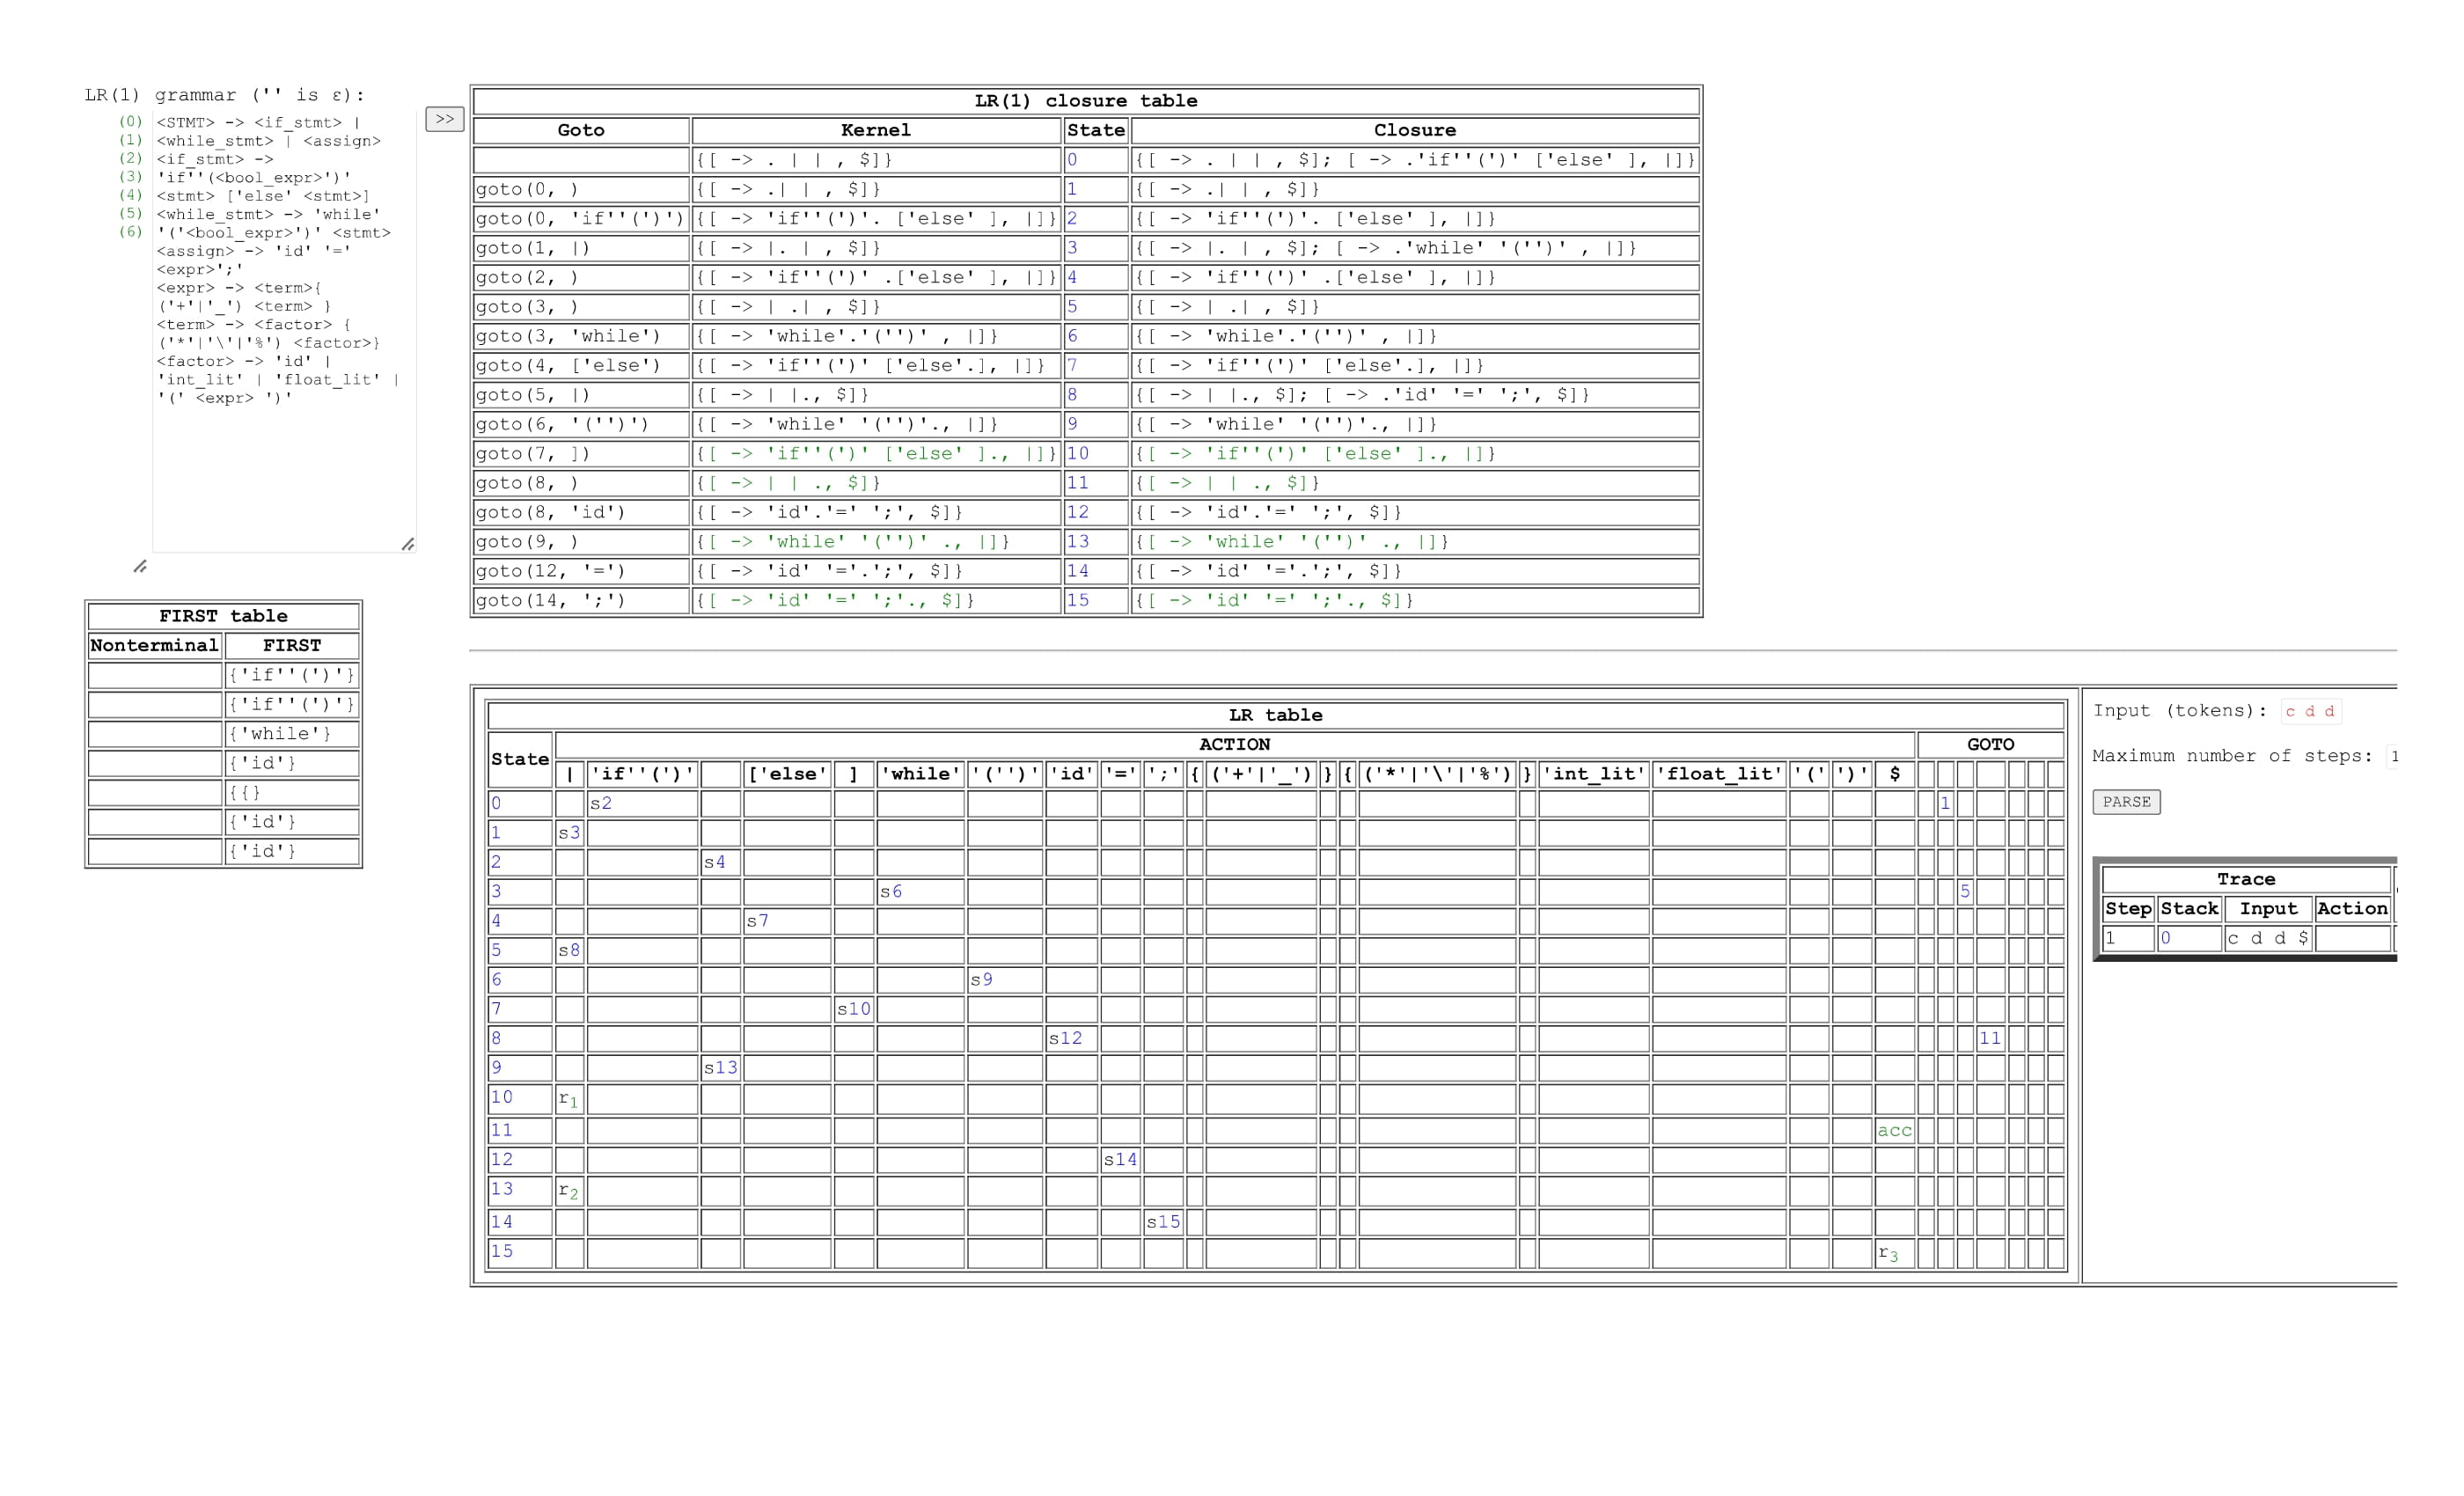 LR(1) grammar ('' is ε):
(0) <STMT> -> <if_stmt> |
(1) <while_stmt> | <assign>
(2) <if_stmt> ->
(3) 'if''(<bool_expr>')'
(4) <stmt> ['else' <stmt>]
(5) <while_stmt> -> 'while'
(6) '('<bool_expr>')' <stmt>
<assign> -> 'id' '='
<expr>';'
<expr> -> <term>{
('+'|'_') <term> }
<term> -> <factor> {
('*'|'\'|'%') <factor>}
<factor> -> 'id' |
'int_lit' | 'float_lit' |
'(' <expr> ')'
>>
FIRST table
Nonterminal FIRST
{'if''(')'}
{'if''(')'}
{'while'}
{'id'}
{{}
{'id'}
{'id'}
LR(1) closure table
Goto Kernel State Closure
{[ -> . | | , $]} 0 {[ -> . | | , $]; [ -> .'if''(')' ['else' ], |]}
goto(0, ) {[ -> .| | , $]} 1 {[ -> .| | , $]}
goto(0, 'if''(')') {[ -> 'if''(')'. ['else' ], |]} 2 {[ -> 'if''(')'. ['else' ], |]}
goto(1, |) {[ -> |. | , $]} 3 {[ -> |. | , $]; [ -> .'while' '('')' , |]}
goto(2, ) {[ -> 'if''(')' .['else' ], |]} 4 {[ -> 'if''(')' .['else' ], |]}
goto(3, ) {[ -> | .| , $]} 5 {[ -> | .| , $]}
goto(3, 'while') {[ -> 'while'.'('')' , |]} 6 {[ -> 'while'.'('')' , |]}
goto(4, ['else') {[ -> 'if''(')' ['else'.], |]} 7 {[ -> 'if''(')' ['else'.], |]}
goto(5, |) {[ -> | |., $]} 8 {[ -> | |., $]; [ -> .'id' '=' ';', $]}
goto(6, '('')') {[ -> 'while' '('')'., |]} 9 {[ -> 'while' '('')'., |]}
goto(7, ]) {[ -> 'if''(')' ['else' ]., |]} 10 {[ -> 'if''(')' ['else' ]., |]}
goto(8, ) {[ -> | | ., $]} 11 {[ -> | | ., $]}
goto(8, 'id') {[ -> 'id'.'=' ';', $]} 12 {[ -> 'id'.'=' ';', $]}
goto(9, ) {[ -> 'while' '('')' ., |]} 13 {[ -> 'while' '('')' ., |]}
goto(12, '=') {[ -> 'id' '='.';', $]} 14 {[ -> 'id' '='.';', $]}
goto(14, ';') {[ -> 'id' '=' ';'., $]} 15 {[ -> 'id' '=' ';'., $]}
LR table
State ACTION GOTO
| 'if''(')' ['else' ] 'while' '('')' 'id' '=' ';' { ('+'|'_') } { ('*'|'\'|'%') } 'int_lit' 'float_lit' '(' ')' $
0 s2 1
1 s3
2 s4
3 s6 5
4 s7
5 s8
6 s9
7 s10
8 s12 11
9 s13
10 r1
11 acc
12 s14
13 r2
14 s15
15 r3
Input (tokens): c d d
Maximum number of steps: 1
PARSE
Trace
Step Stack Input Action
1 0 c d d $